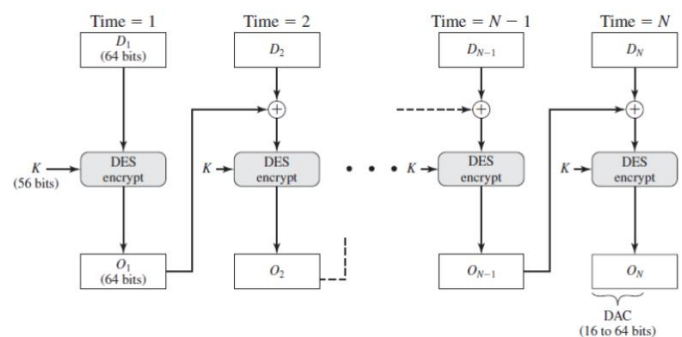 Time = 1
Time = 2
Time = N − 1
Time = N
D₁
(64 bits)
D₂
Dₙ₋₁
Dₙ
+
+
+
K
(56 bits)
DES
encrypt
K
DES
encrypt
• • •
K
DES
encrypt
K
DES
encrypt
O₁
(64 bits)
O₂
Oₙ₋₁
Oₙ
DAC
(16 to 64 bits)